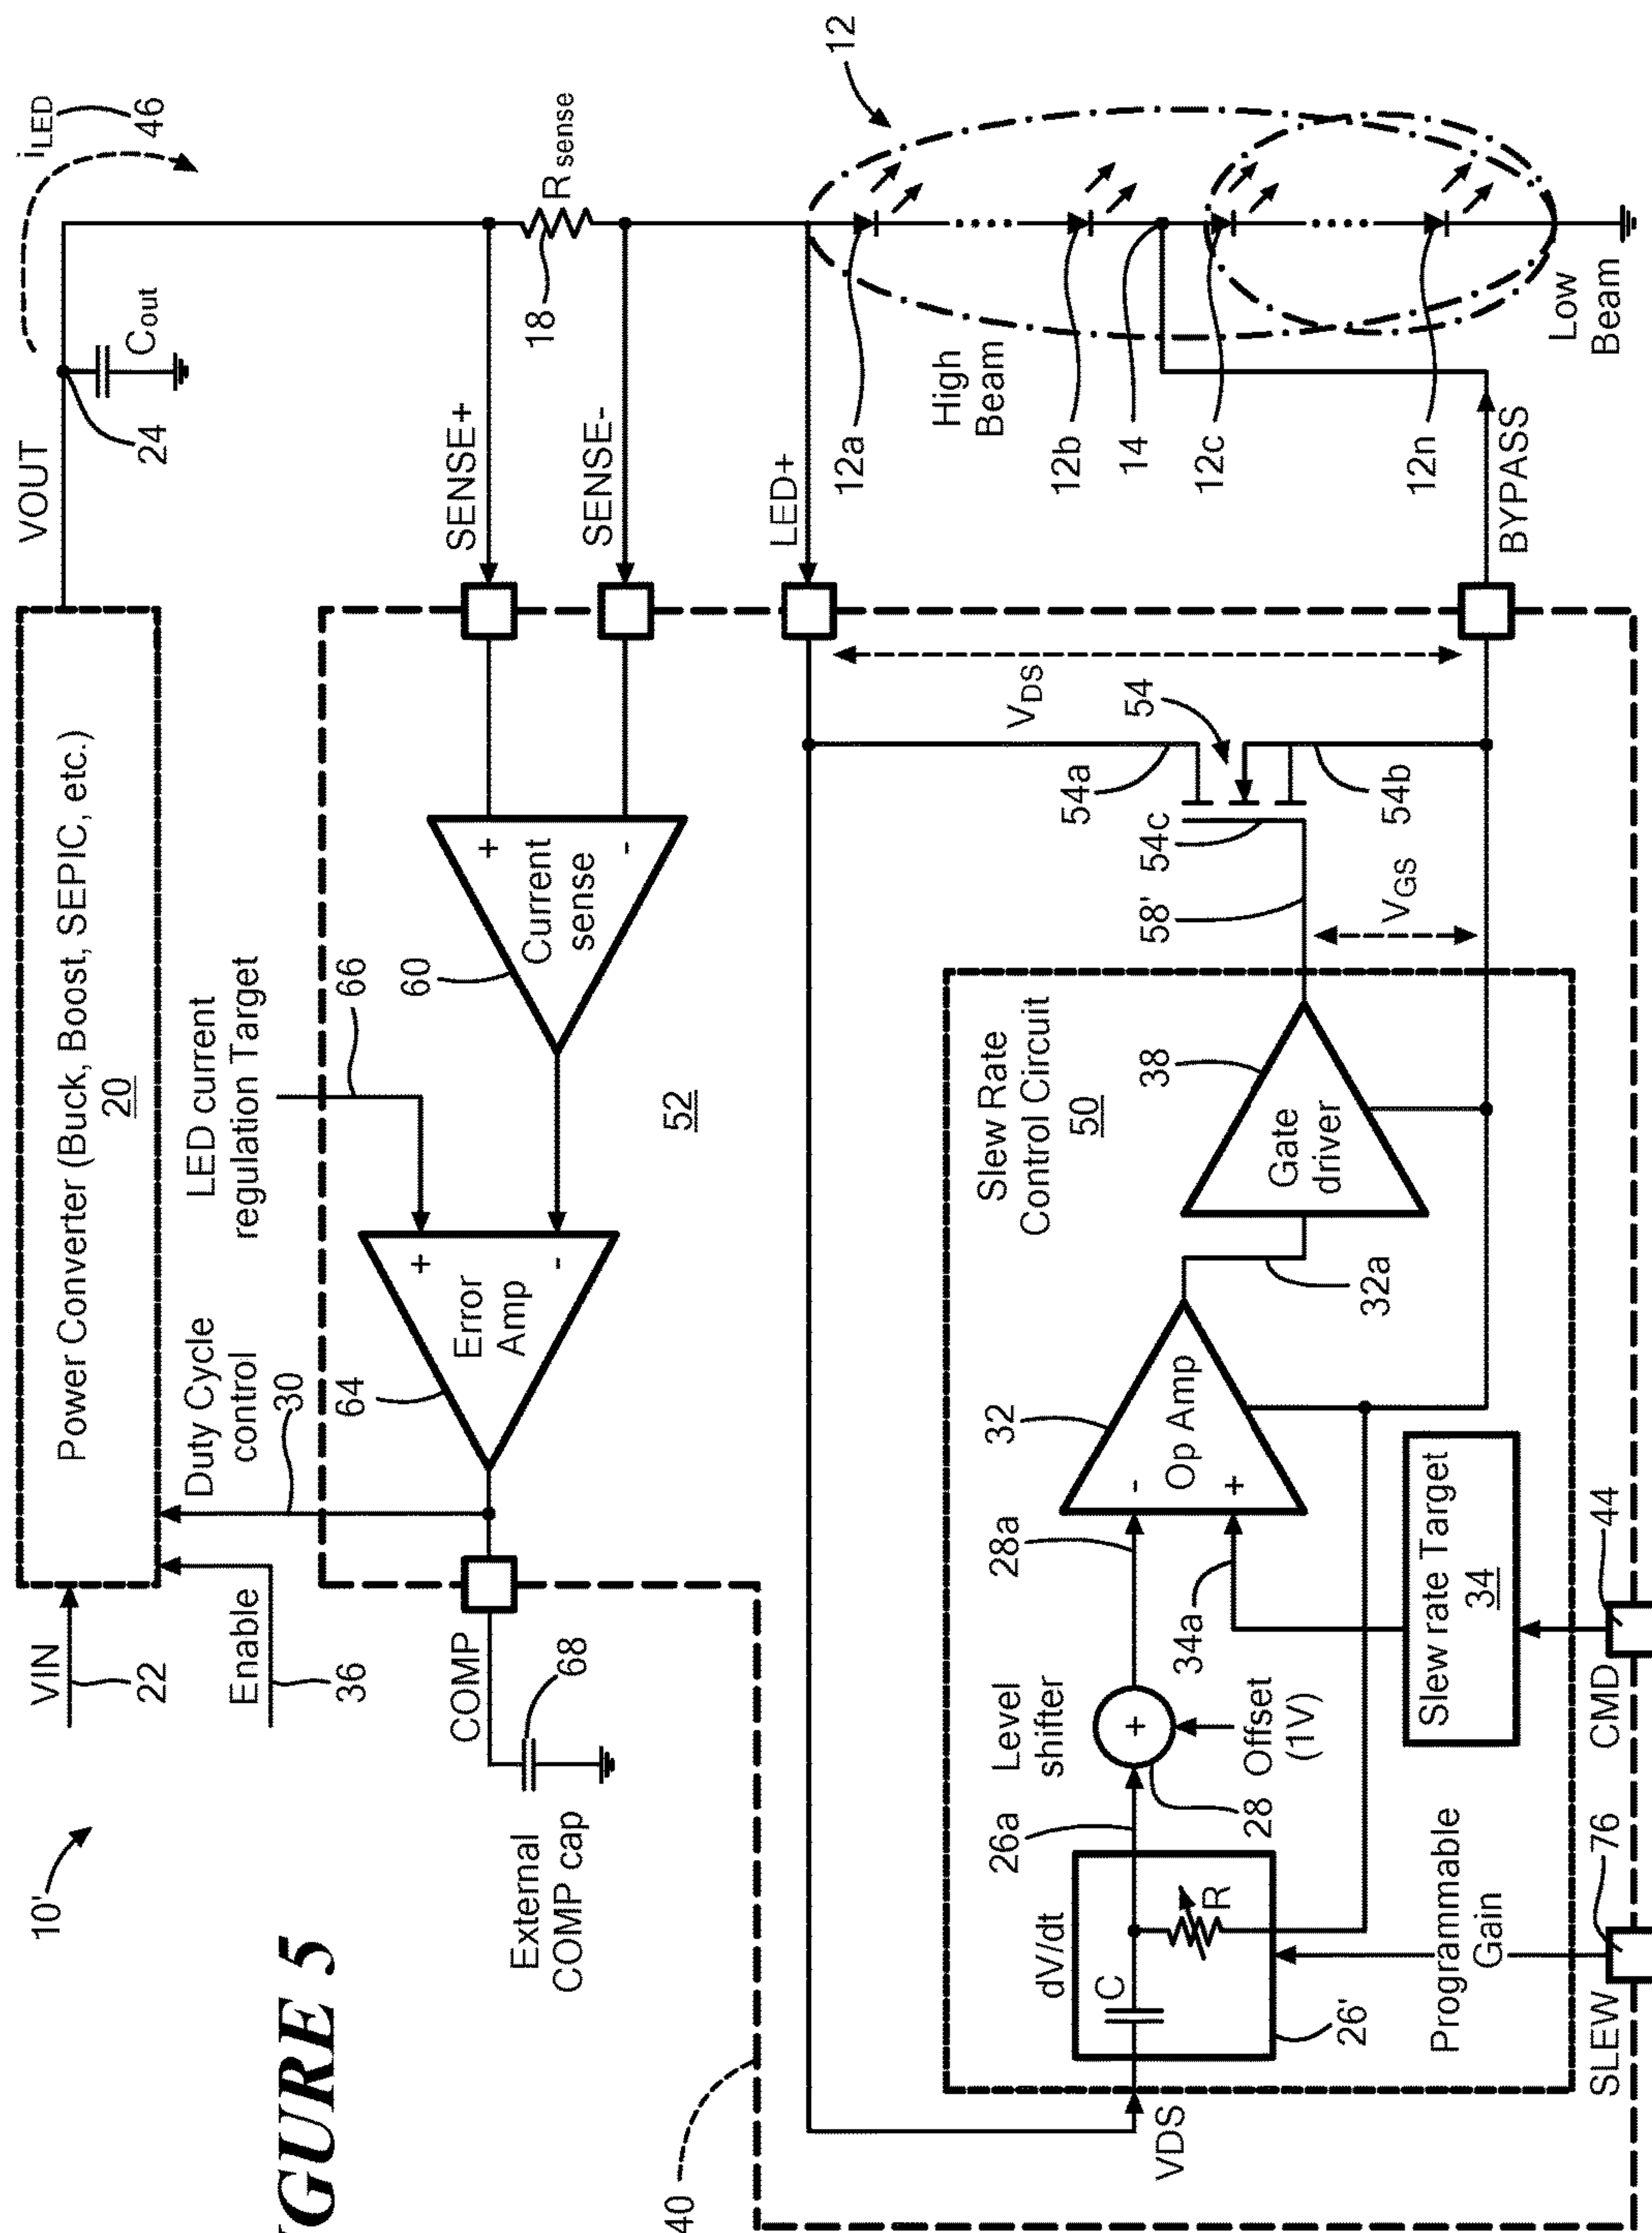 10'
VIN
22
Enable
36
Power Converter (Buck, Boost, SEPIC, etc.)
20
VOUT
24
Cout
iLED
46
Duty Cycle
control
30
LED current
regulation Target
66
COMP
68
External
COMP cap
64
Error
Amp
+
-
60
Current
sense
+
-
52
SENSE+
SENSE-
18
Rsense
LED+
12
12a
High
Beam
12b
14
12c
12n
Low
Beam
BYPASS
40
VDS
54
54a
54b
54c
58'
VGS
Slew Rate
Control Circuit
50
38
Gate
driver
32a
32
Op Amp
-
+
28a
34a
Level
shifter
+
28
Offset
(1V)
26a
dV/dt
C
R
26'
VDS
Slew rate Target
34
Programmable
Gain
SLEW
76
CMD
44
GURE 5